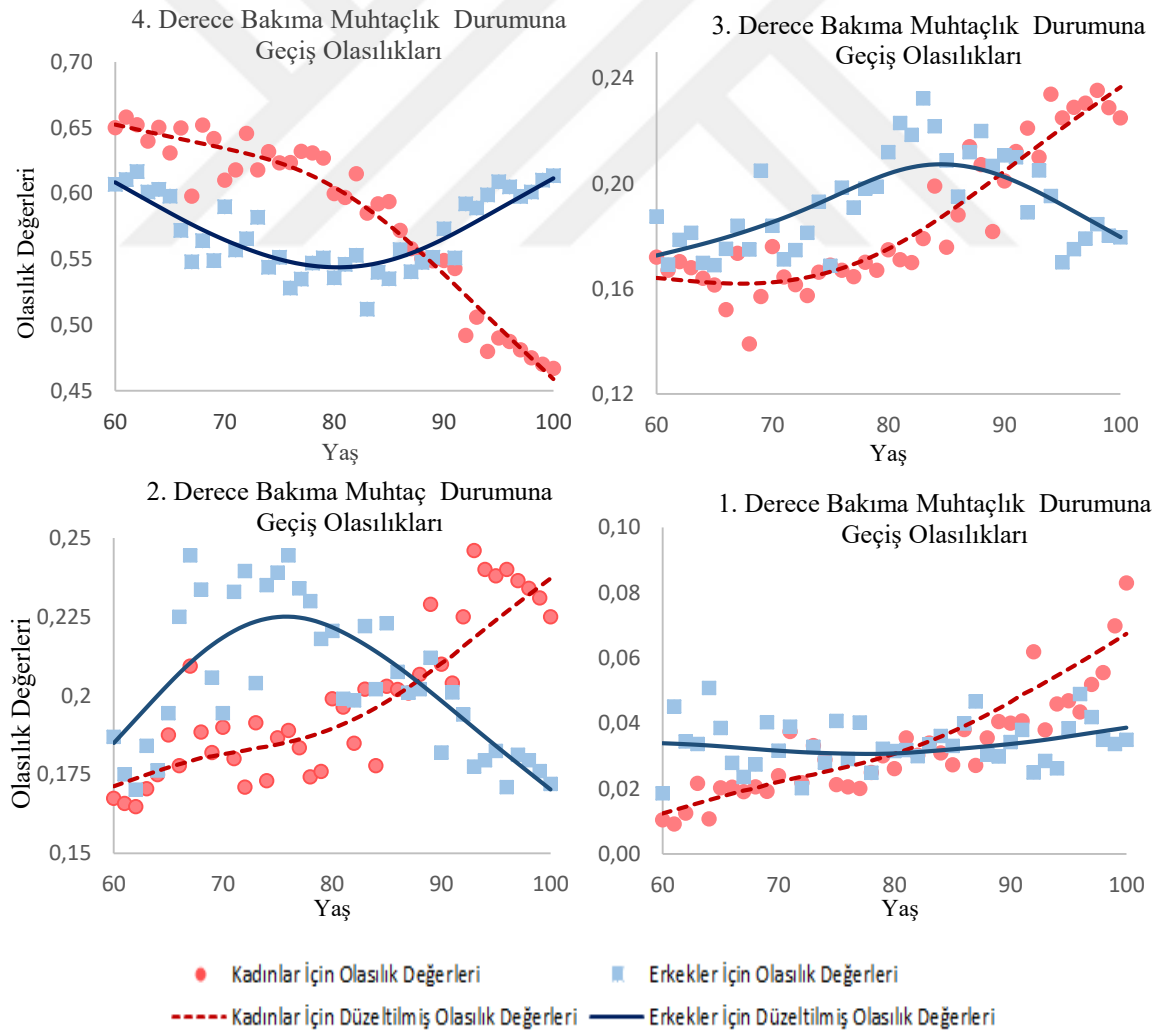 4. Derece Bakıma Muhtaçlık Durumuna
Geçiş Olasılıkları
0,70
0,65
0,60
0,55
0,50
0,45
Olasılık Değerleri
60 70 80 90 100
Yaş
3. Derece Bakıma Muhtaçlık Durumuna
Geçiş Olasılıkları
0,24
0,20
0,16
0,12
60 70 80 90 100
Yaş
2. Derece Bakıma Muhtaç Durumuna
Geçiş Olasılıkları
0,25
0,225
0,2
0,175
0,15
Olasılık Değerleri
60 70 80 90 100
Yaş
1. Derece Bakıma Muhtaçlık Durumuna
Geçiş Olasılıkları
0,10
0,08
0,06
0,04
0,02
0,00
60 70 80 90 100
Yaş
Kadınlar İçin Olasılık Değerleri Erkekler İçin Olasılık Değerleri
Kadınlar İçin Düzeltilmiş Olasılık Değerleri Erkekler İçin Düzeltilmiş Olasılık Değerleri